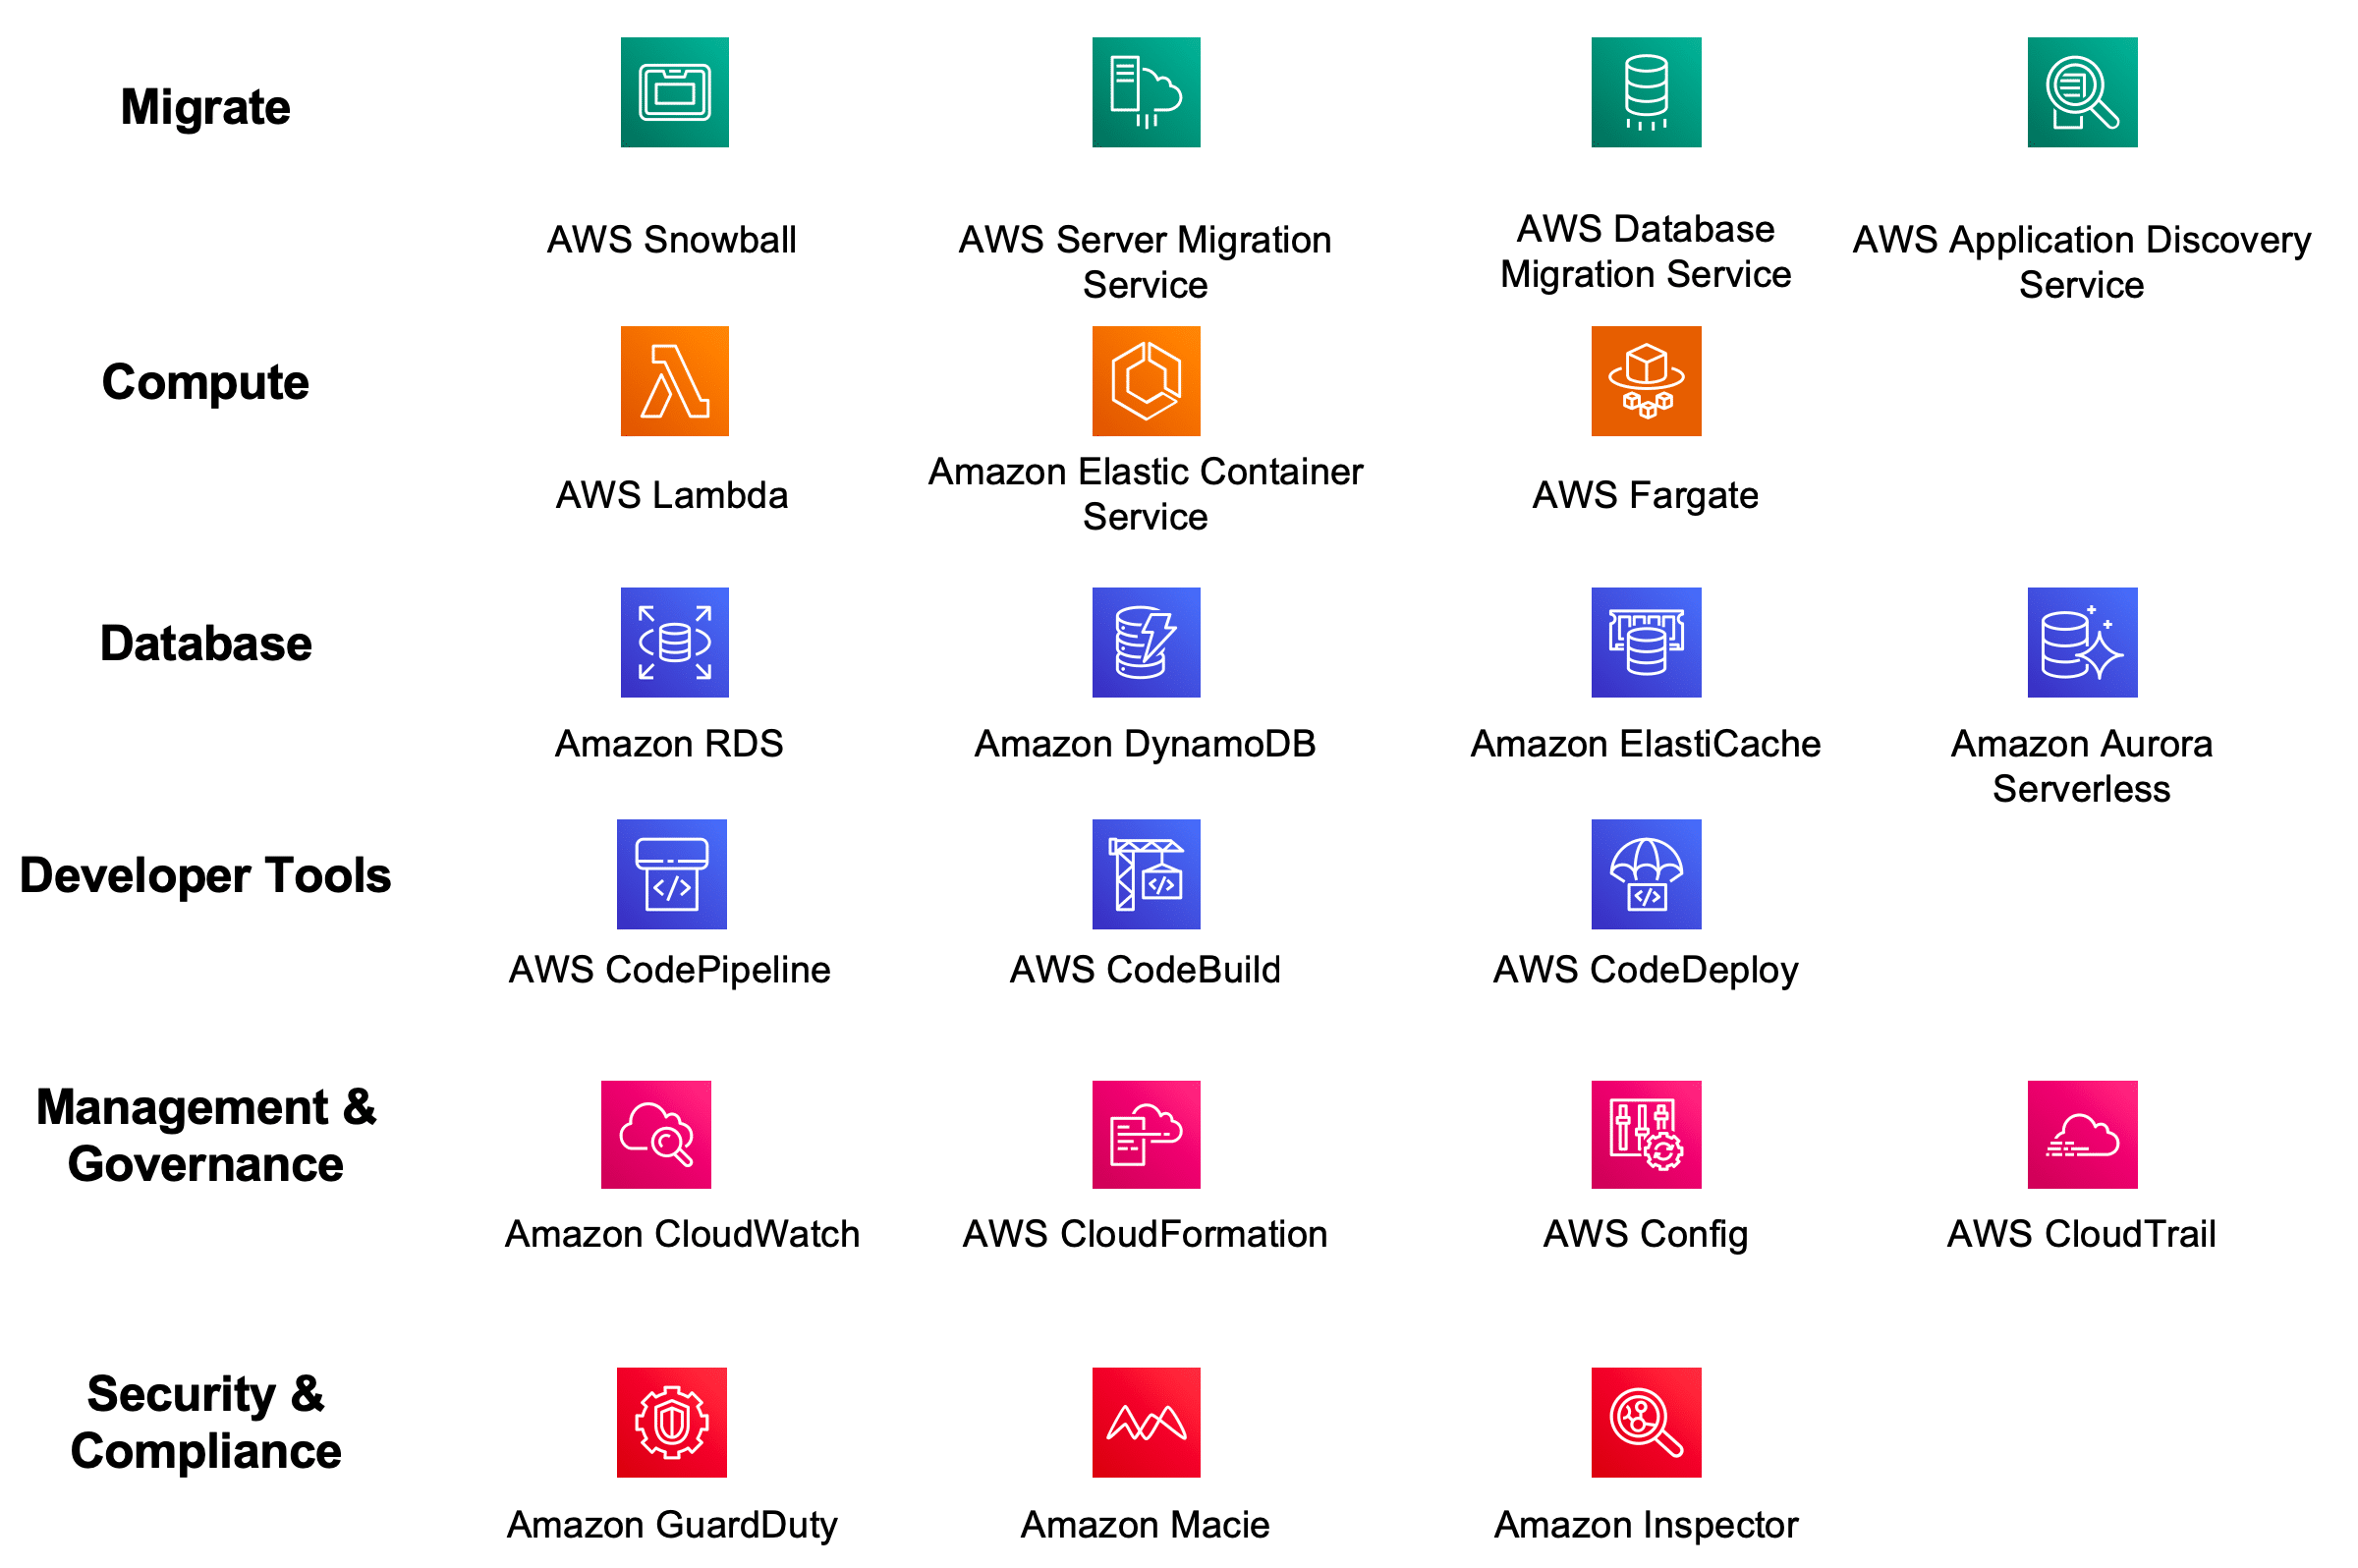 Migrate
AWS Snowball
AWS Server Migration
Service
AWS Database
Migration Service
AWS Application Discovery
Service
Compute
AWS Lambda
Amazon Elastic Container
Service
AWS Fargate
Database
Amazon RDS
Amazon DynamoDB
Amazon ElastiCache
Amazon Aurora
Serverless
Developer Tools
AWS CodePipeline
AWS CodeBuild
AWS CodeDeploy
Management &
Governance
Amazon CloudWatch
AWS CloudFormation
AWS Config
AWS CloudTrail
Security &
Compliance
Amazon GuardDuty
Amazon Macie
Amazon Inspector